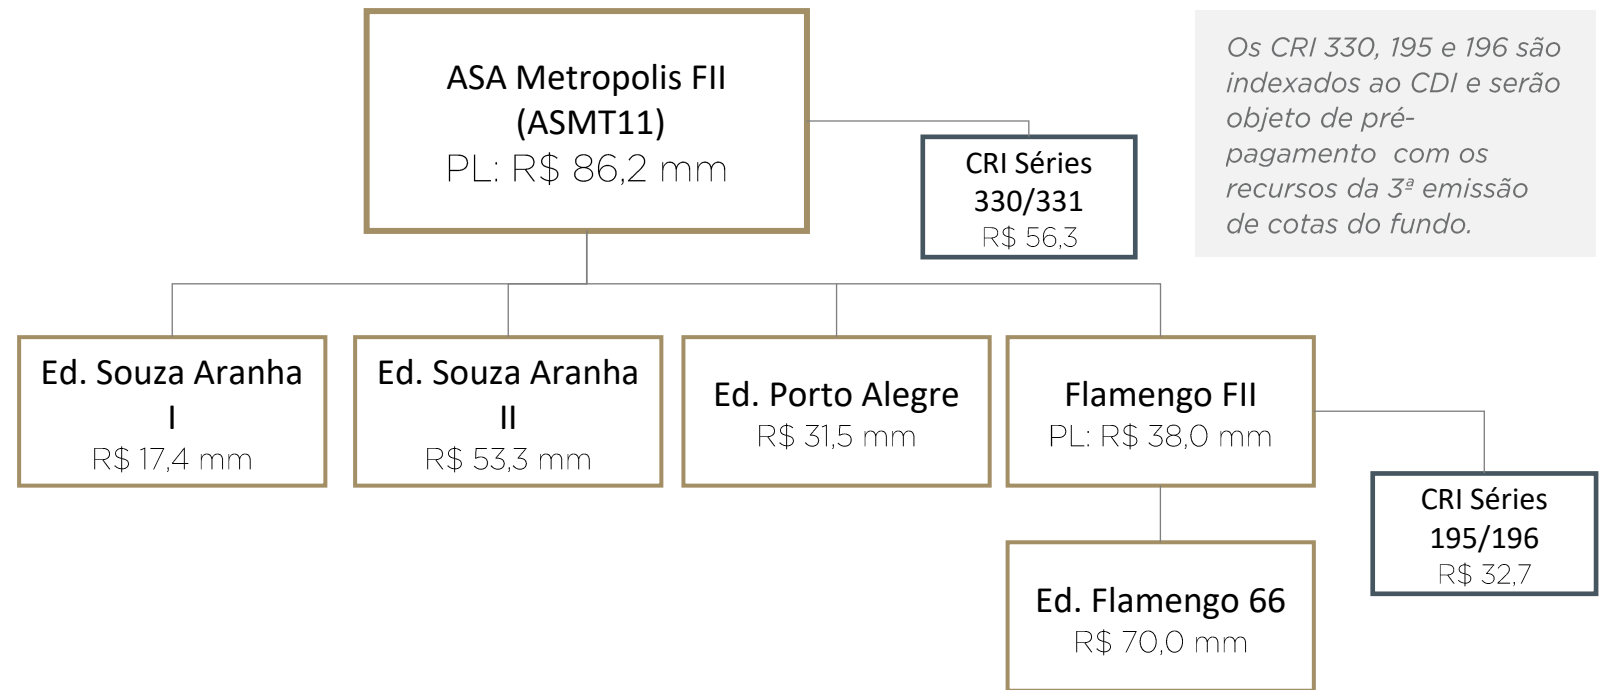 ASA Metropolis FII
(ASMT11)
PL: R$ 86,2 mm
CRI Séries
330/331
R$ 56,3
Os CRI 330, 195 e 196 são
indexados ao CDI e serão
objeto de pré-
pagamento com os
recursos da 3ª emissão
de cotas do fundo.
Ed. Souza Aranha
I
R$ 17,4 mm
Ed. Souza Aranha
II
R$ 53,3 mm
Ed. Porto Alegre
R$ 31,5 mm
Flamengo FII
PL: R$ 38,0 mm
CRI Séries
195/196
R$ 32,7
Ed. Flamengo 66
R$ 70,0 mm